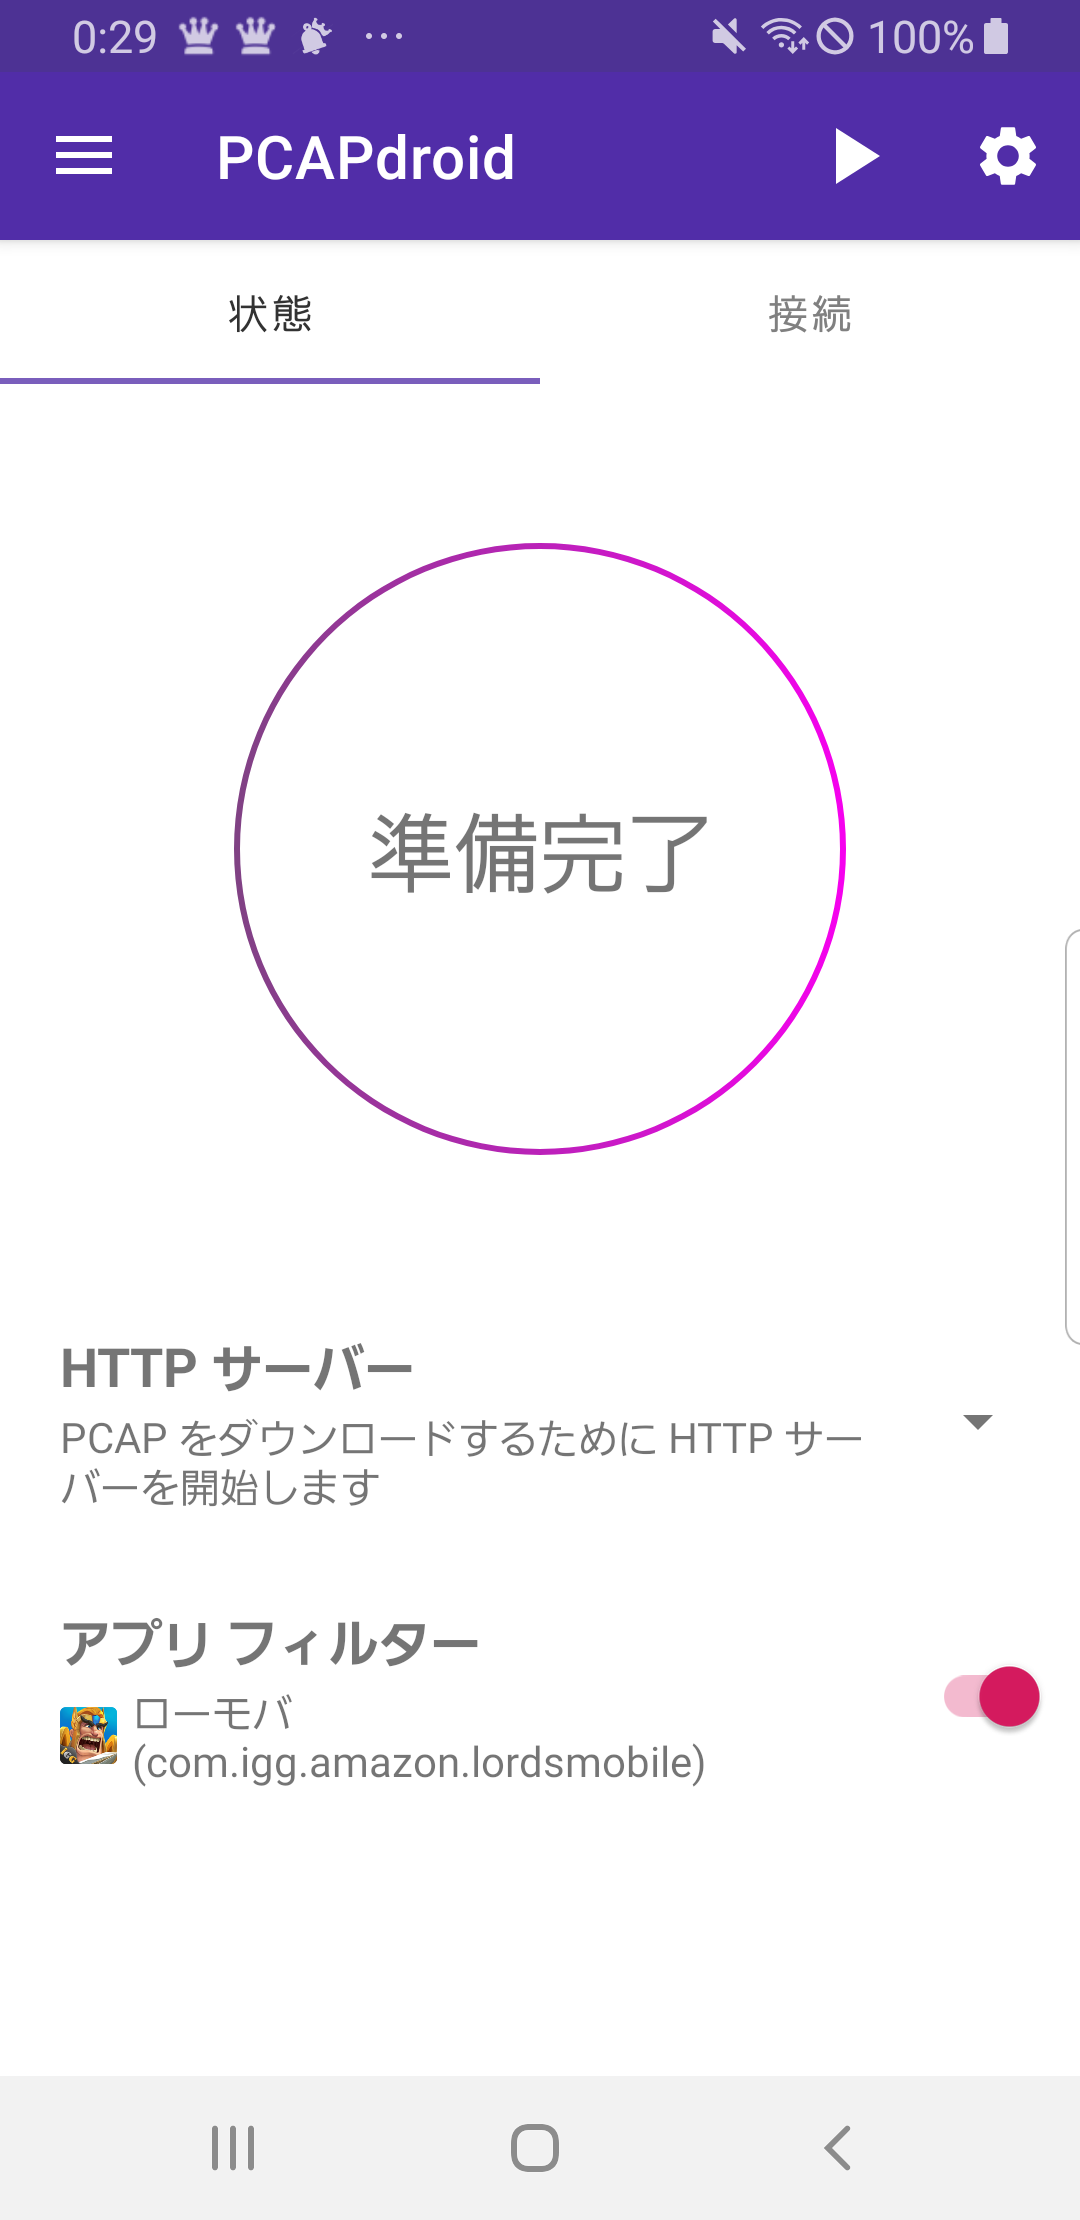 0:29
100%
PCAPdroid
状態
接続
準備完了
HTTP サーバー
PCAP をダウンロードするために HTTP サー
バーを開始します
アプリ フィルター
ローモバ
(com.igg.amazon.lordsmobile)
IGG